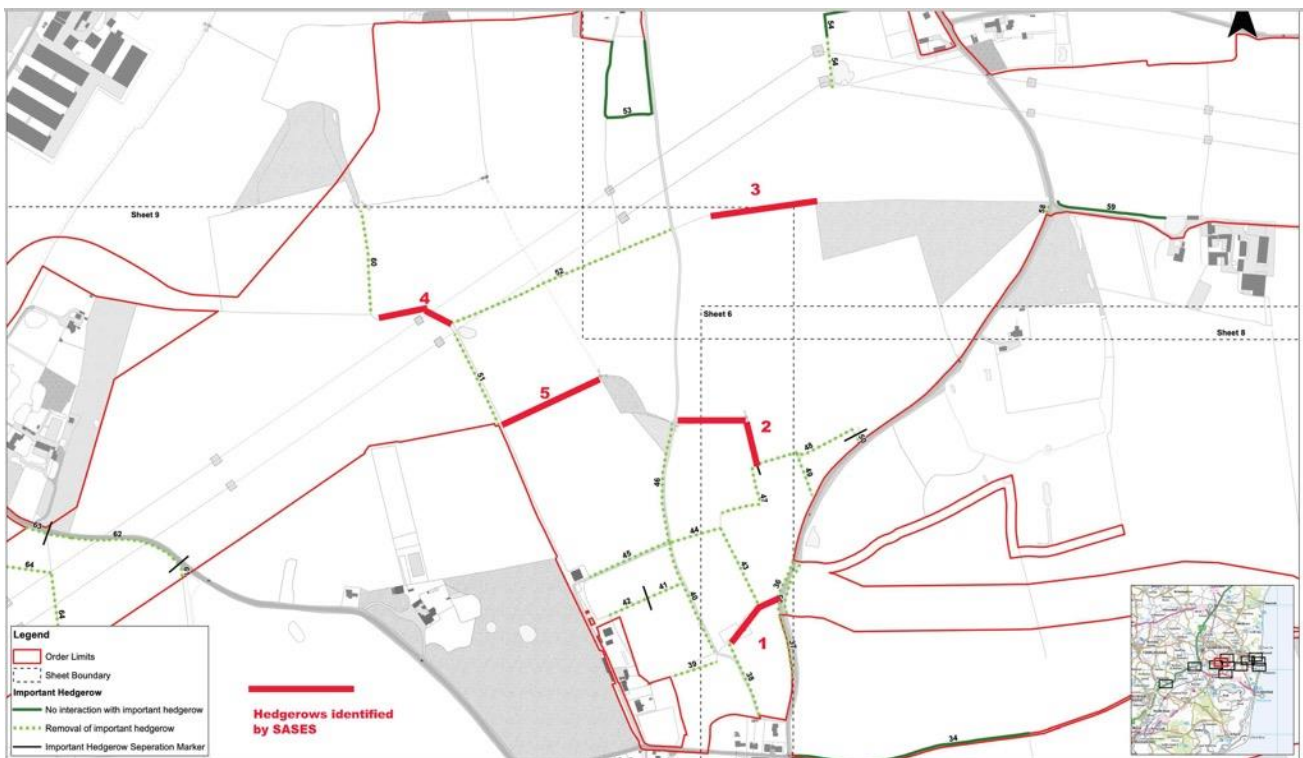 54
54
53
3
Sheet 9
58
59
60
52
4
Sheet 6
Sheet 8
51
5
2
50
48
49
46
47
63
62
44
45
43
64
41
42
40
1
64
37
39
38
34
Legend
Order Limits
Sheet Boundary
Important Hedgerow
No interaction with important hedgerow
Removal of important hedgerow
Important Hedgerow Seperation Marker
Hedgerows identified
by SASES